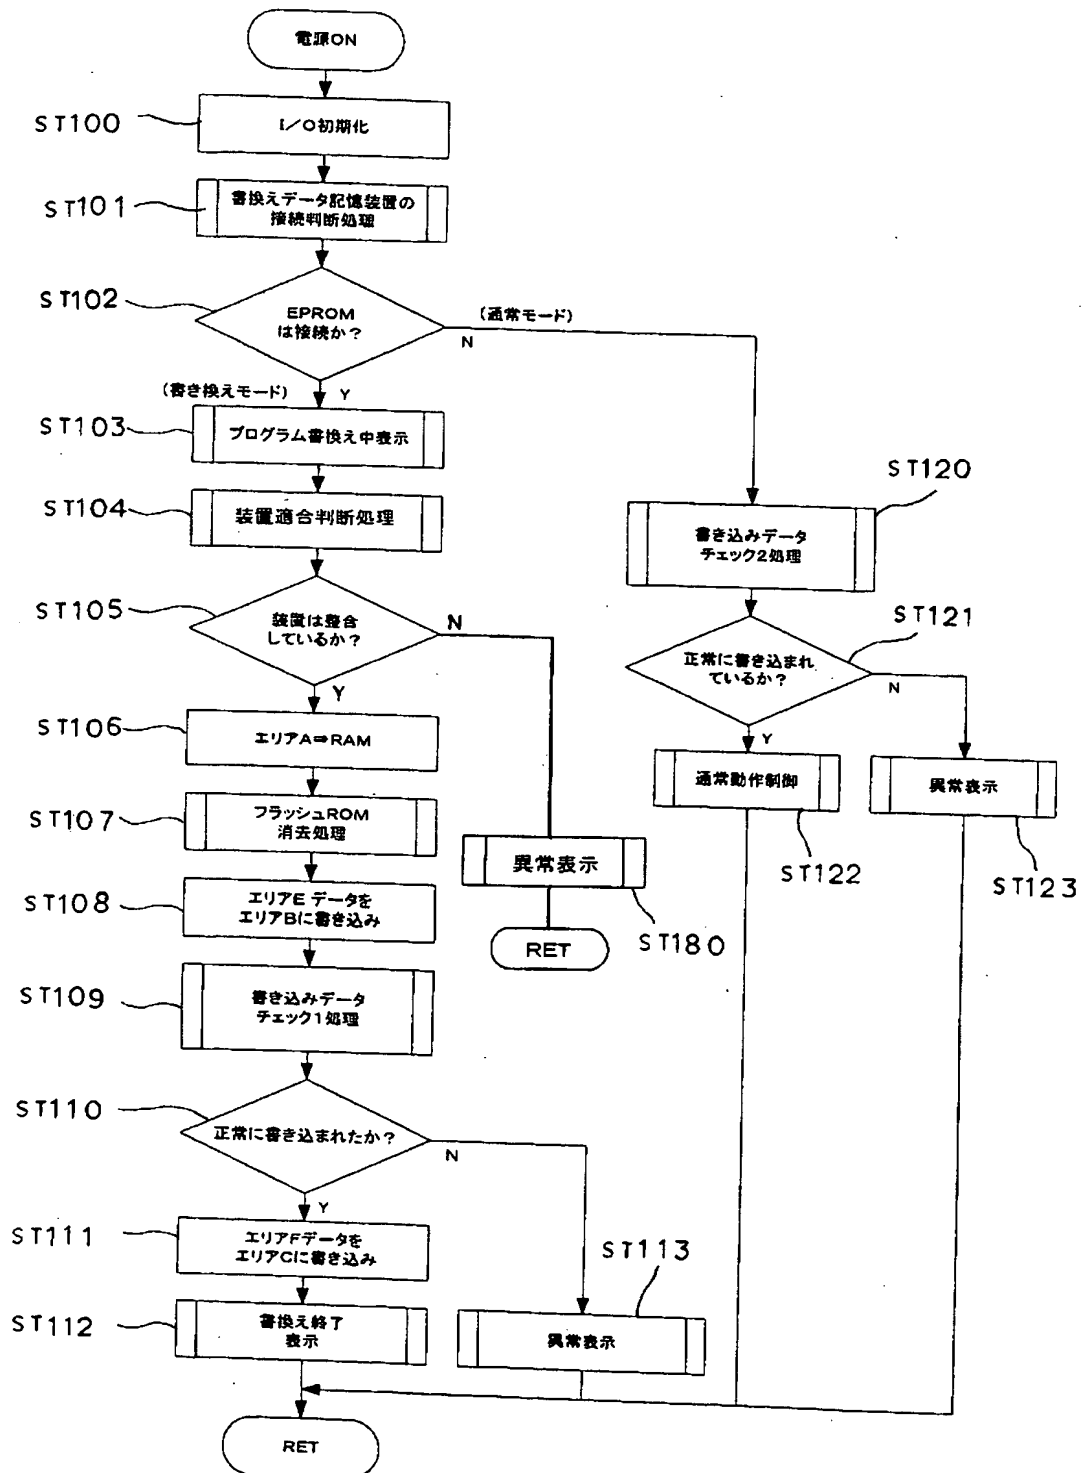 電源ON
ST100
I/O初期化
ST101
書換えデータ記憶装置の
接続判断処理
ST102
EPROM
は接続か?
(通常モード)
N
(書き換えモード)
Y
ST103
プログラム書換え中表示
ST104
装置適合判断処理
ST105
装置は整合
しているか?
N
Y
ST106
エリアA⇒RAM
ST107
フラッシュROM
消去処理
ST108
エリアE データを
エリアBに書き込み
ST109
書き込みデータ
チェック1処理
ST110
正常に書き込まれたか?
N
Y
ST111
エリアFデータを
エリアCに書き込み
ST112
書換え終了
表示
RET
異常表示
ST180
RET
ST113
異常表示
ST120
書き込みデータ
チェック2処理
ST121
正常に書き込まれ
ているか?
N
Y
通常動作制御
ST122
異常表示
ST123